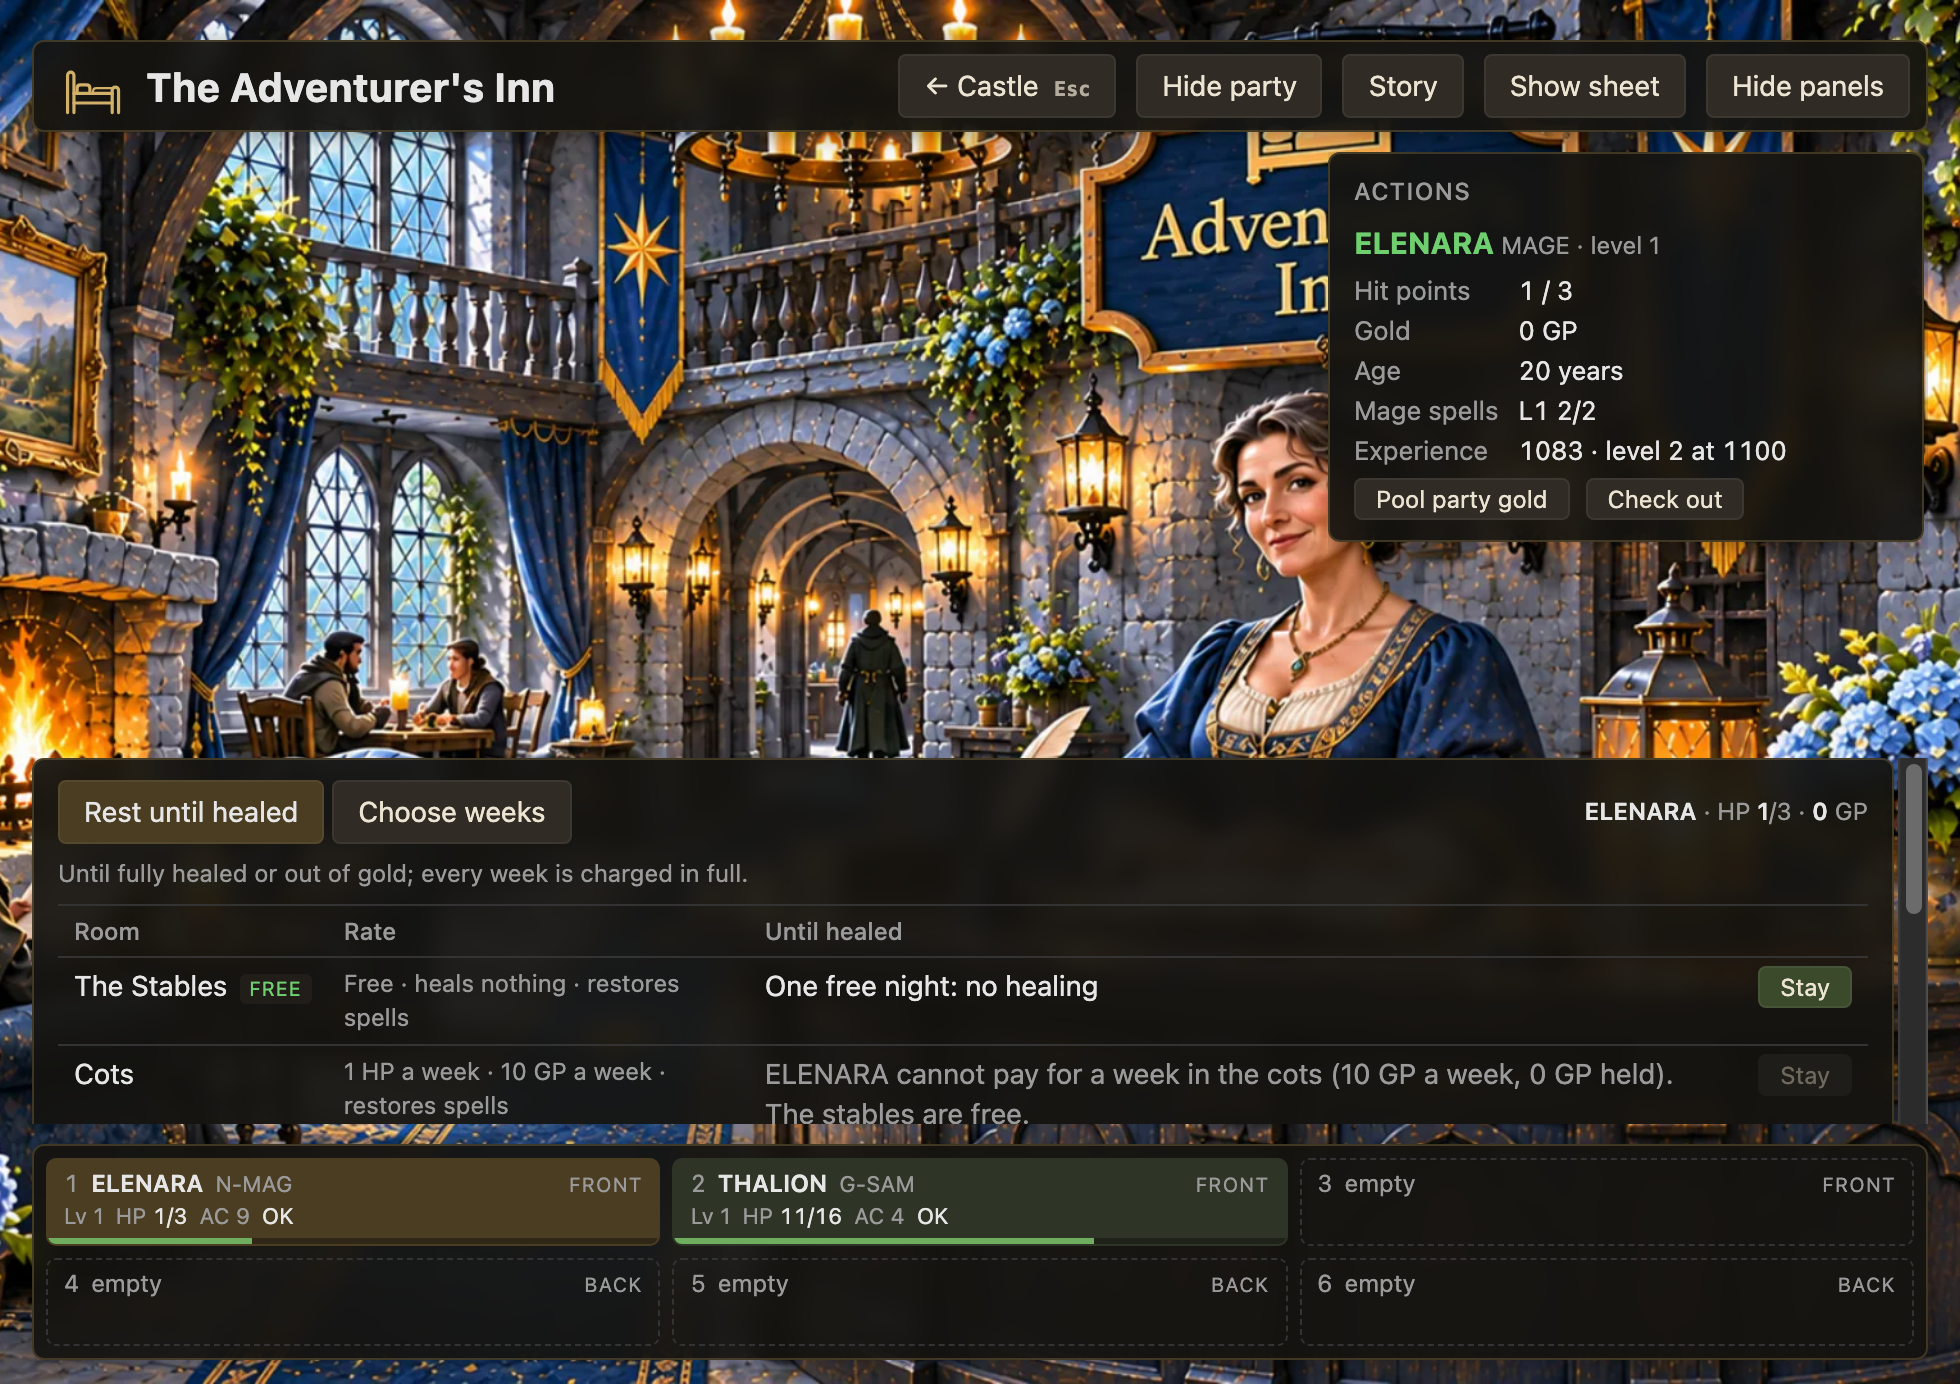 The Adventurer's Inn
← Castle Esc
Hide party
Story
Show sheet
Hide panels
Adven
In
ACTIONS
ELENARA MAGE · level 1
Hit points 1 / 3
Gold 0 GP
Age 20 years
Mage spells L1 2/2
Experience 1083 · level 2 at 1100
Pool party gold
Check out
Rest until healed
Choose weeks
ELENARA · HP 1/3 · 0 GP
Until fully healed or out of gold; every week is charged in full.
Room Rate Until healed
The Stables FREE
Free · heals nothing · restores
spells
One free night: no healing
Stay
Cots
1 HP a week · 10 GP a week ·
restores spells
ELENARA cannot pay for a week in the cots (10 GP a week, 0 GP held).
The stables are free.
Stay
1 ELENARA N-MAG FRONT
Lv 1 HP 1/3 AC 9 OK
2 THALION G-SAM FRONT
Lv 1 HP 11/16 AC 4 OK
3 empty FRONT
4 empty BACK
5 empty BACK
6 empty BACK